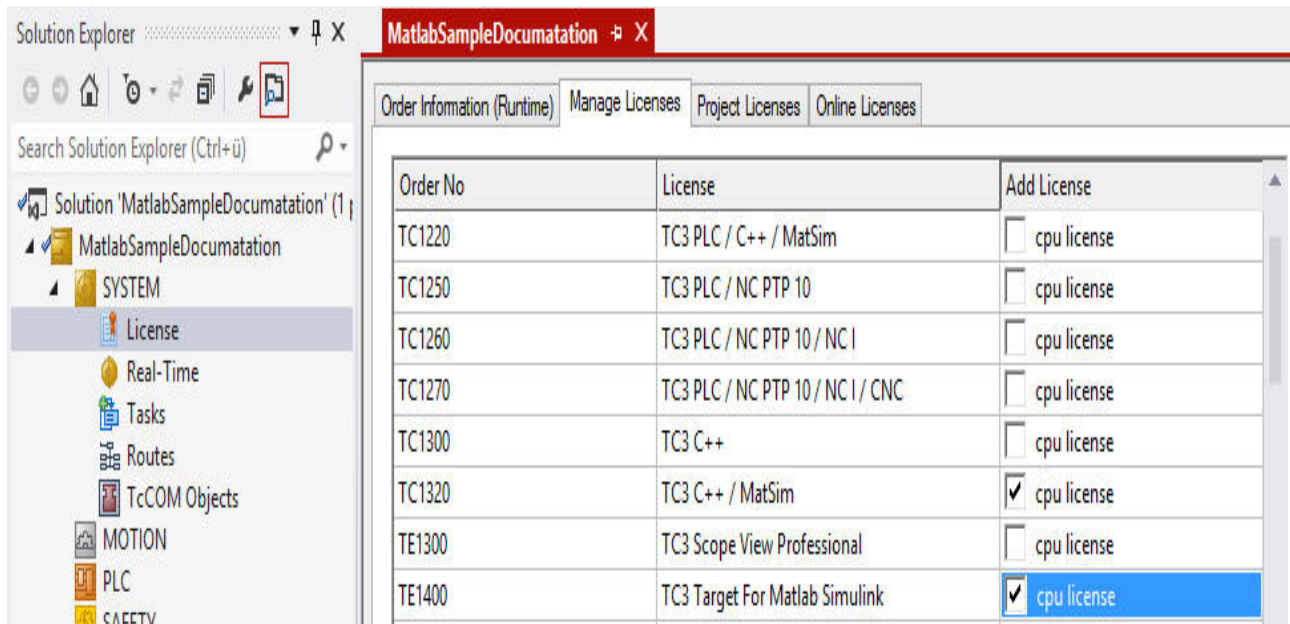 Solution Explorer
MatlabSampleDocumatation
Order Information (Runtime) Manage Licenses Project Licenses Online Licenses
Search Solution Explorer (Ctrl+ü)
Solution 'MatlabSampleDocumatation' (1
MatlabSampleDocumatation
SYSTEM
License
Real-Time
Tasks
Routes
TcCOM Objects
MOTION
PLC
SAFETY
Order No License Add License
TC1220 TC3 PLC / C++ / MatSim cpu license
TC1250 TC3 PLC / NC PTP 10 cpu license
TC1260 TC3 PLC / NC PTP 10 / NC I cpu license
TC1270 TC3 PLC / NC PTP 10 / NC I / CNC cpu license
TC1300 TC3 C++ cpu license
TC1320 TC3 C++ / MatSim cpu license
TE1300 TC3 Scope View Professional cpu license
TE1400 TC3 Target For Matlab Simulink cpu license